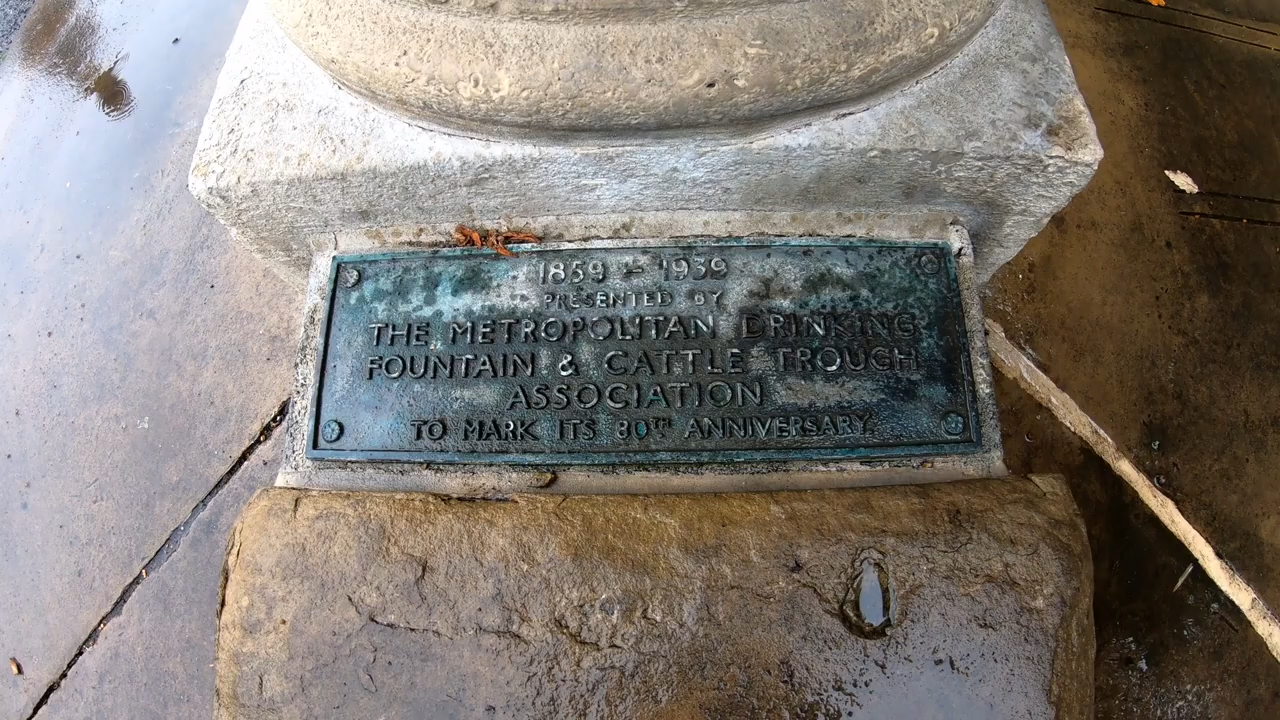 1859 – 1939
PRESENTED BY
THE METROPOLITAN DRINKING
FOUNTAIN & CATTLE TROUGH
ASSOCIATION
TO MARK ITS 80TH ANNIVERSARY.